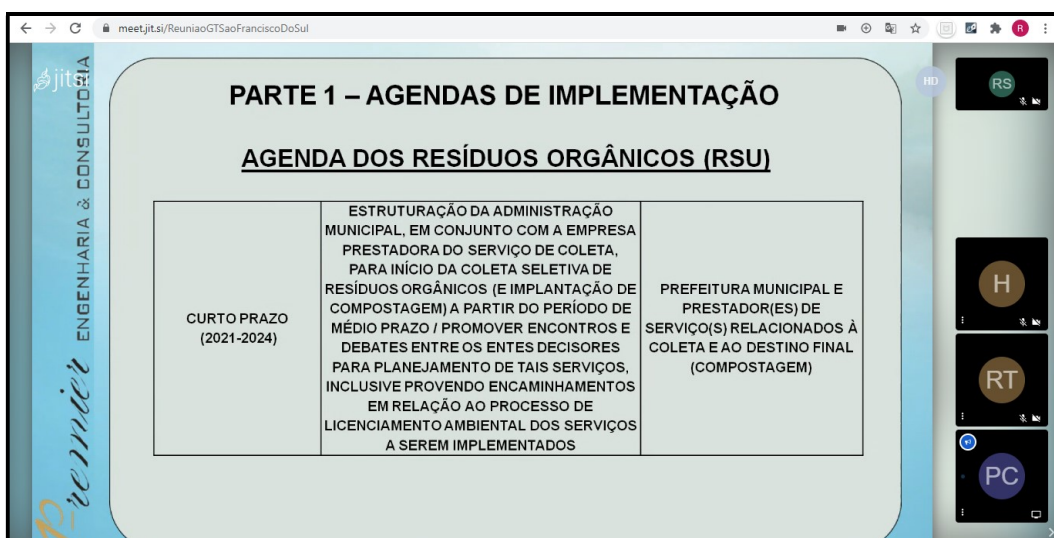 meet.jit.si/ReuniaoGTSaoFranciscoDoSul
R
jitsi
HD
RS
PARTE 1 – AGENDAS DE IMPLEMENTAÇÃO
AGENDA DOS RESÍDUOS ORGÂNICOS (RSU)
CURTO PRAZO
(2021-2024)
ESTRUTURAÇÃO DA ADMINISTRAÇÃO
MUNICIPAL, EM CONJUNTO COM A EMPRESA
PRESTADORA DO SERVIÇO DE COLETA,
PARA INÍCIO DA COLETA SELETIVA DE
RESÍDUOS ORGÂNICOS (E IMPLANTAÇÃO DE
COMPOSTAGEM) A PARTIR DO PERÍODO DE
MÉDIO PRAZO / PROMOVER ENCONTROS E
DEBATES ENTRE OS ENTES DECISORES
PARA PLANEJAMENTO DE TAIS SERVIÇOS,
INCLUSIVE PROVENDO ENCAMINHAMENTOS
EM RELAÇÃO AO PROCESSO DE
LICENCIAMENTO AMBIENTAL DOS SERVIÇOS
A SEREM IMPLEMENTADOS
PREFEITURA MUNICIPAL E
PRESTADOR(ES) DE
SERVIÇO(S) RELACIONADOS À
COLETA E AO DESTINO FINAL
(COMPOSTAGEM)
Premier ENGENHARIA & CONSULTORIA
H
RT
PC